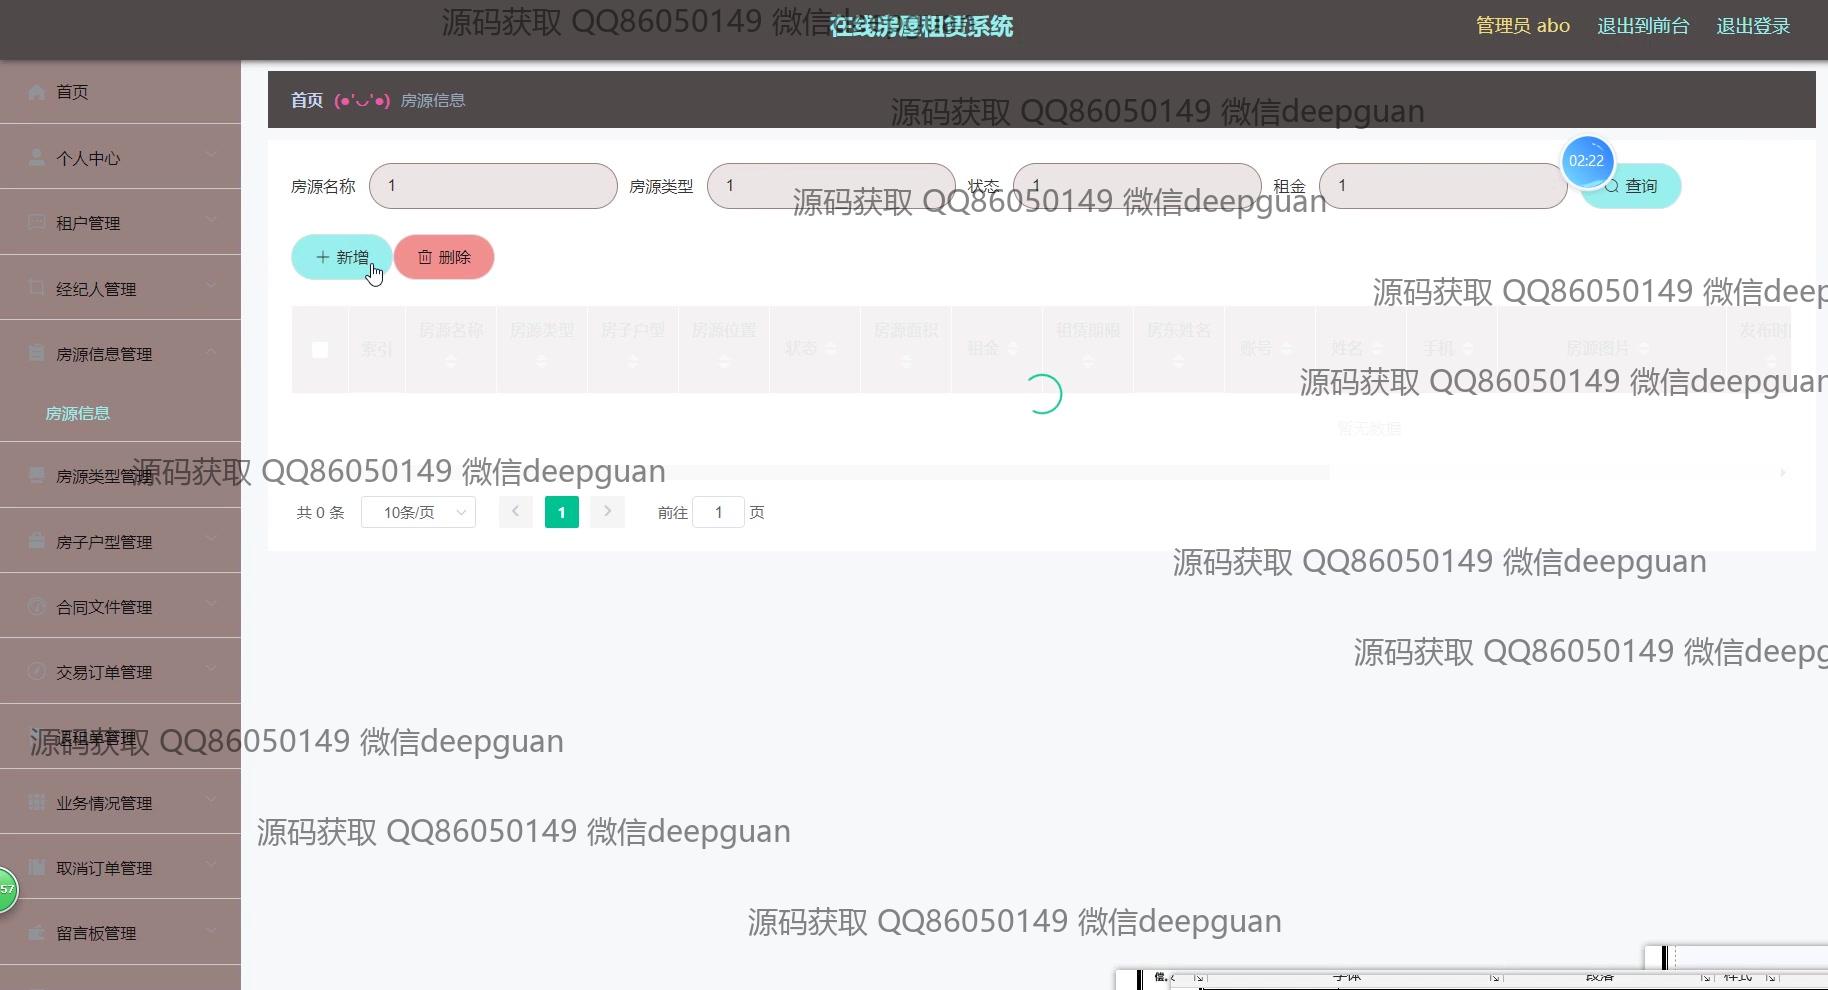 源码获取 QQ86050149 微信deepguan
在线房屋租赁系统
管理员 abo
退出到前台
退出登录
首页
个人中心
租户管理
经纪人管理
房源信息管理
房源信息
房源类型管理
房子户型管理
合同文件管理
交易订单管理
退租单管理
业务情况管理
取消订单管理
留言板管理
57
首页 (●'◡'●) 房源信息
源码获取 QQ86050149 微信deepguan
房源名称 1 房源类型 1 状态 1 租金 1 查询
02:22
源码获取 QQ86050149 微信deepguan
新增 删除
源码获取 QQ86050149 微信deep
索引 房源名称 房源类型 房子户型 房源位置 状态 房源面积 租金 租赁期限 房东姓名 账号 姓名 手机 房源图片 发布时
源码获取 QQ86050149 微信deepguan
暂无数据
源码获取 QQ86050149 微信deepguan
共 0 条 10条/页 1 前往 1 页
源码获取 QQ86050149 微信deepguan
源码获取 QQ86050149 微信deepg
源码获取 QQ86050149 微信deepguan
源码获取 QQ86050149 微信deepguan
源码获取 QQ86050149 微信deepguan
字体 段落 样式